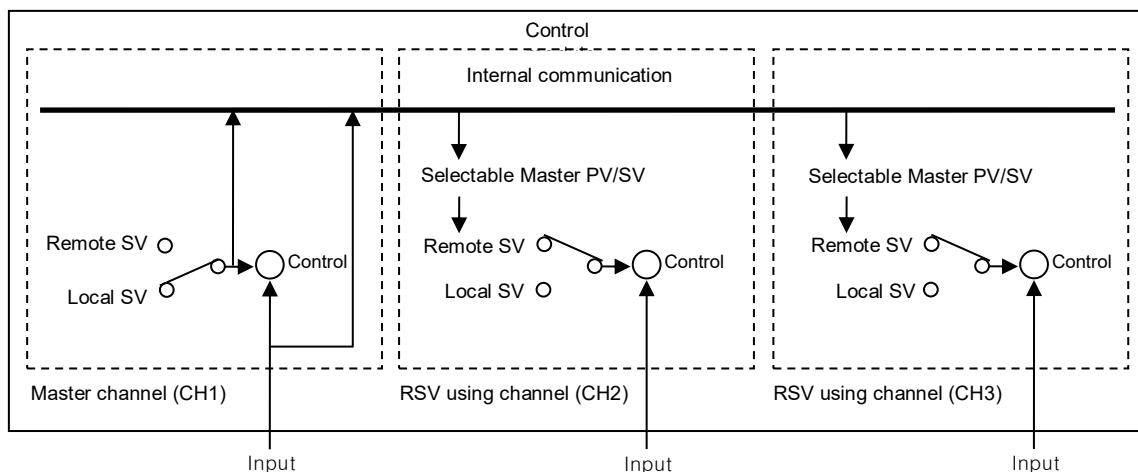 Control
Internal communication
Selectable Master PV/SV
Selectable Master PV/SV
Remote SV
Control
Local SV
Remote SV
Control
Local SV
Remote SV
Control
Local SV
Master channel (CH1)
RSV using channel (CH2)
RSV using channel (CH3)
Input
Input
Input